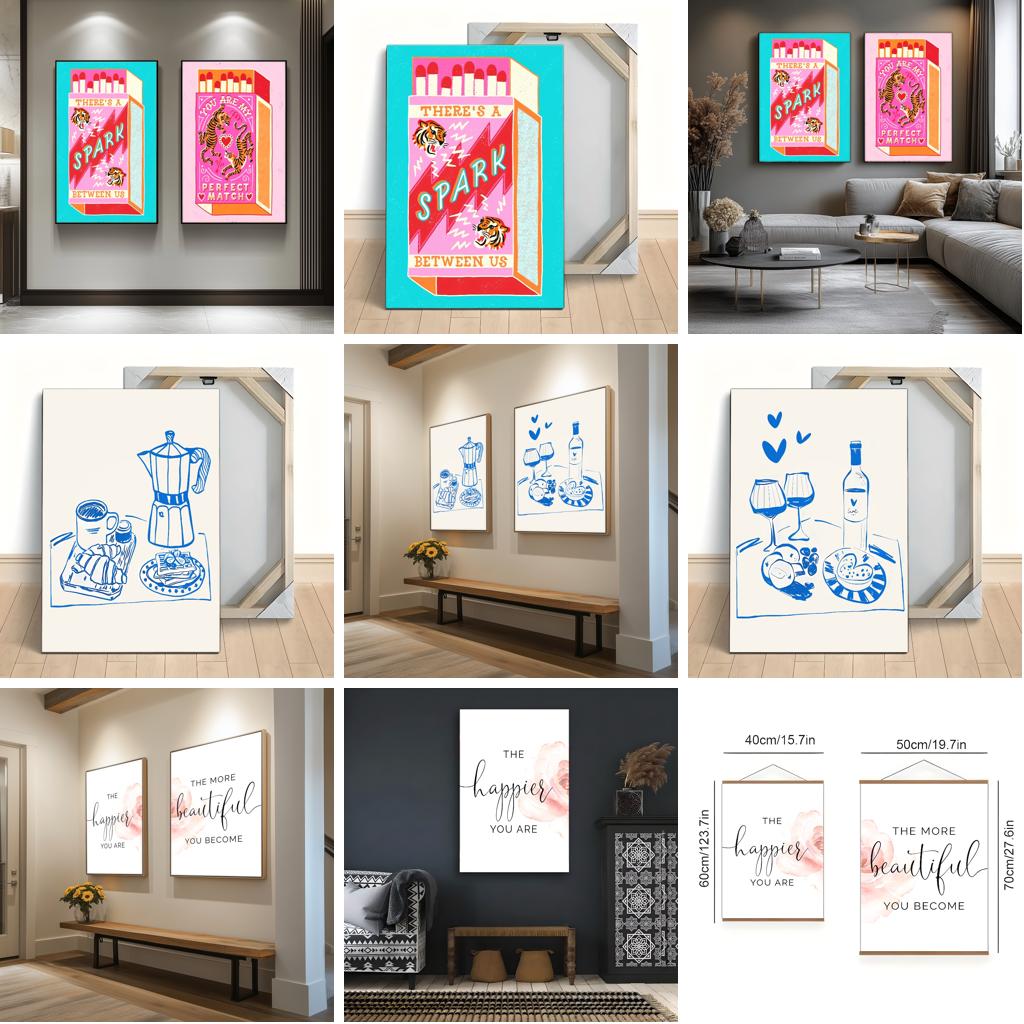 THERE'S A
SPARK
BETWEEN US
YOU ARE MY
PERFECT
MATCH
THERE'S A
SPARK
BETWEEN US
THERE'S A
SPARK
BETWEEN US
YOU ARE MY
PERFECT
MATCH
THE
happier
YOU ARE
THE MORE
beautiful
YOU BECOME
THE
happier
YOU ARE
40cm/15.7in
50cm/19.7in
60cm/123.7in
THE
happier
YOU ARE
THE MORE
beautiful
YOU BECOME
70cm/27.6in